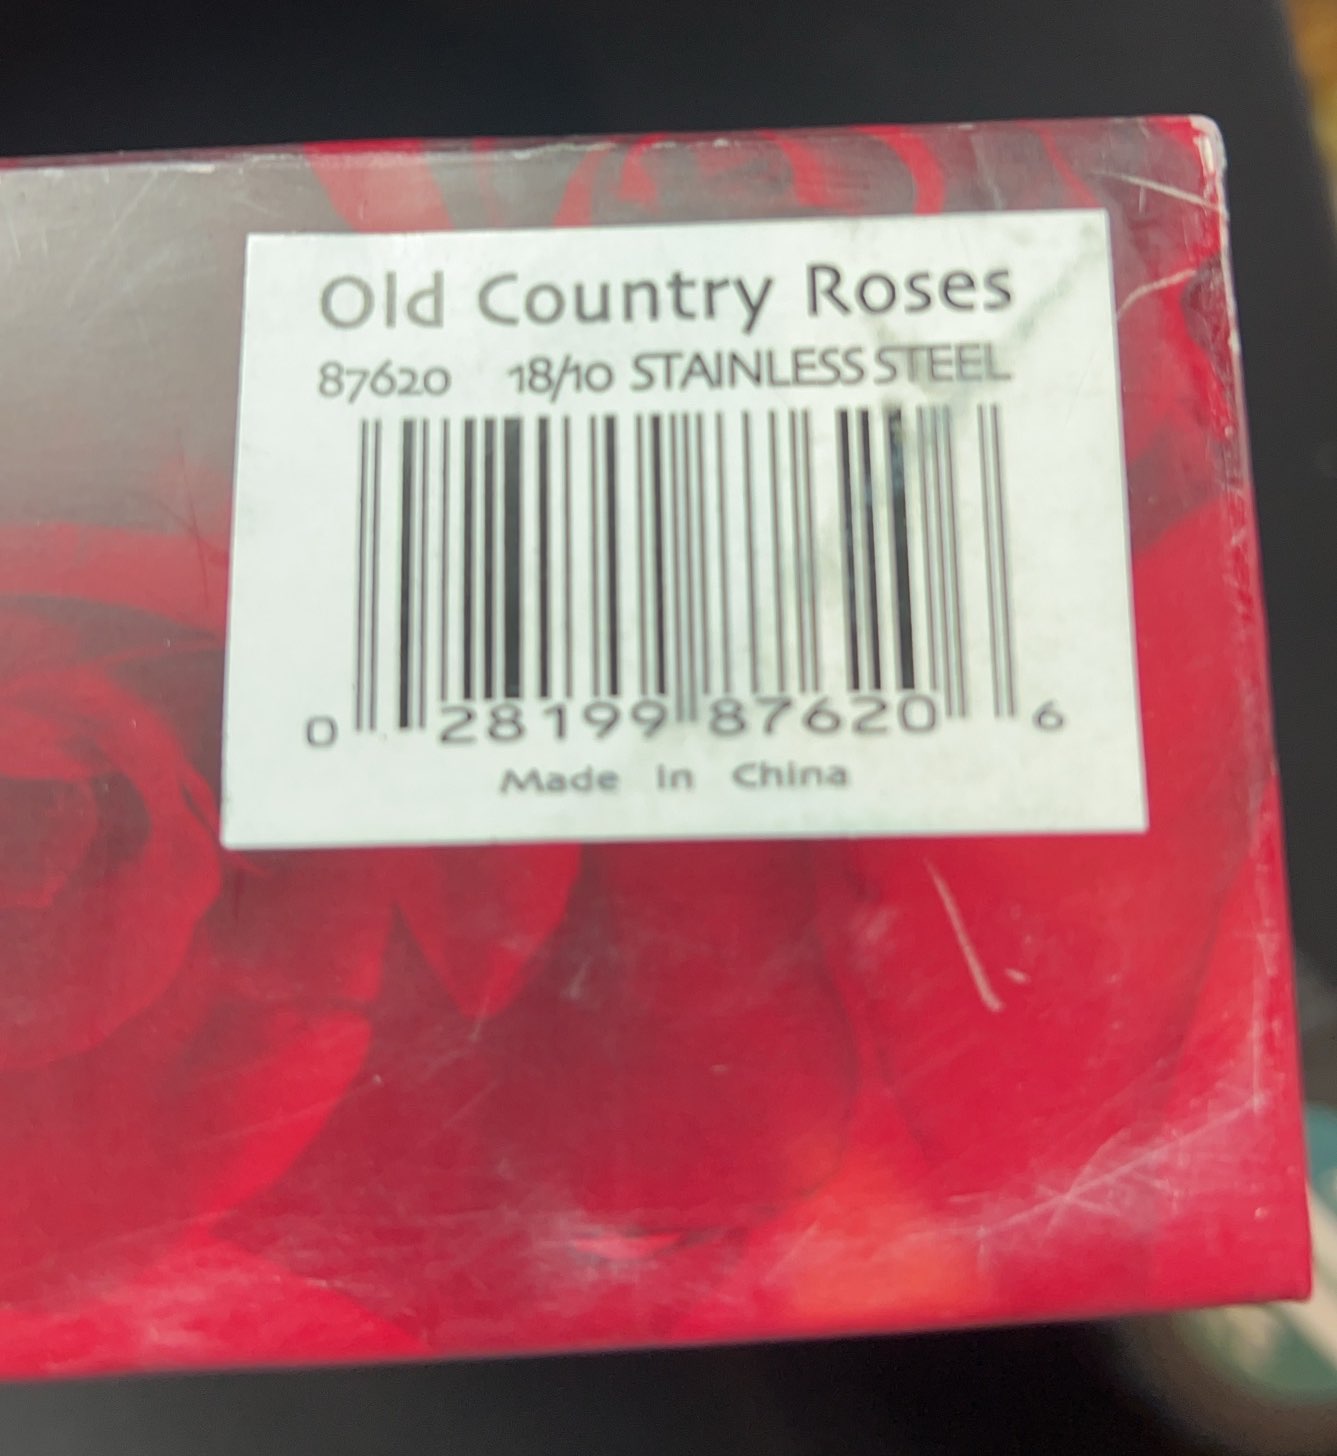 Old Country Roses
87620 18/10 STAINLESS STEEL
0 28199 87620 6
Made In China